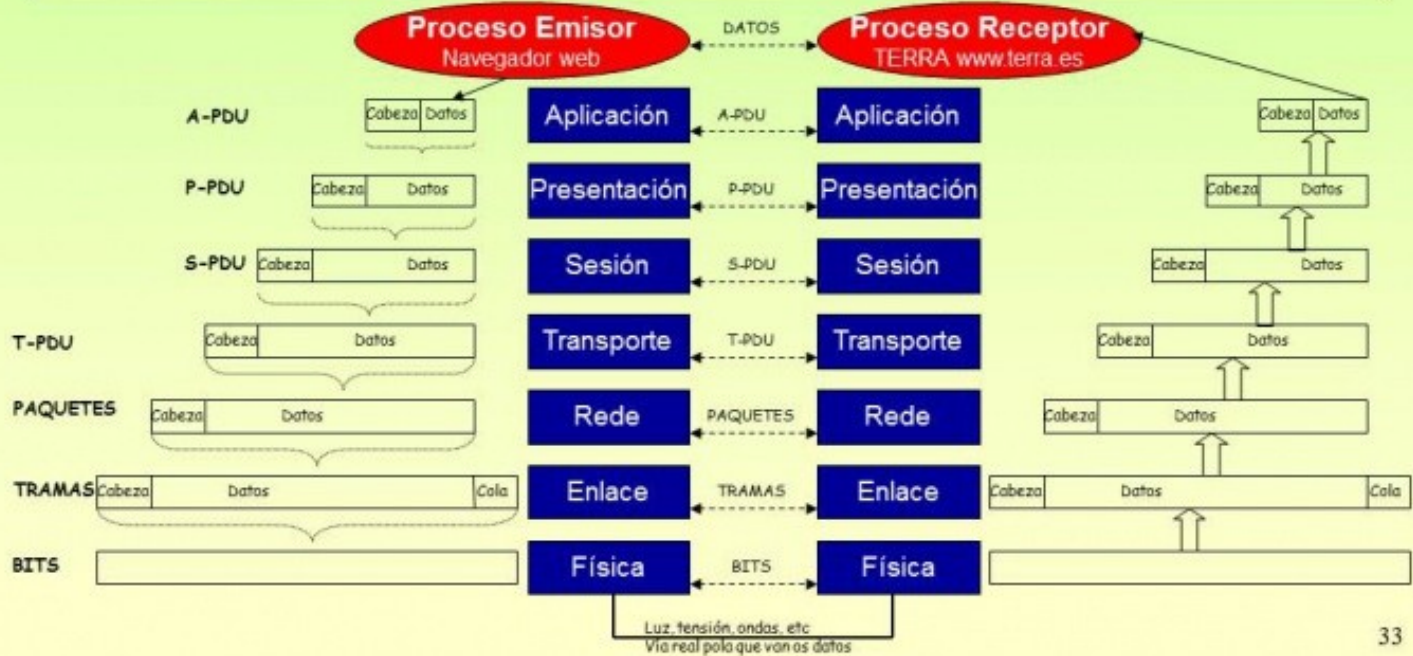 Proceso Emisor
Navegador web
DATOS
Proceso Receptor
TERRA www.terra.es
A-PDU
Cabeza Datos
Aplicación
A-PDU
Aplicación
Cabeza Datos
P-PDU
Cabeza Datos
Presentación
P-PDU
Presentación
Cabeza Datos
S-PDU
Cabeza Datos
Sesión
S-PDU
Sesión
Cabeza Datos
T-PDU
Cabeza Datos
Transporte
T-PDU
Transporte
Cabeza Datos
PAQUETES
Cabeza Datos
Rede
PAQUETES
Rede
Cabeza Datos
TRAMAS
Cabeza Datos Cola
Enlace
TRAMAS
Enlace
Cabeza Datos Cola
BITS
Física
BITS
Física
Luz, tensión, ondas, etc
Vía real pola que van os datos
33